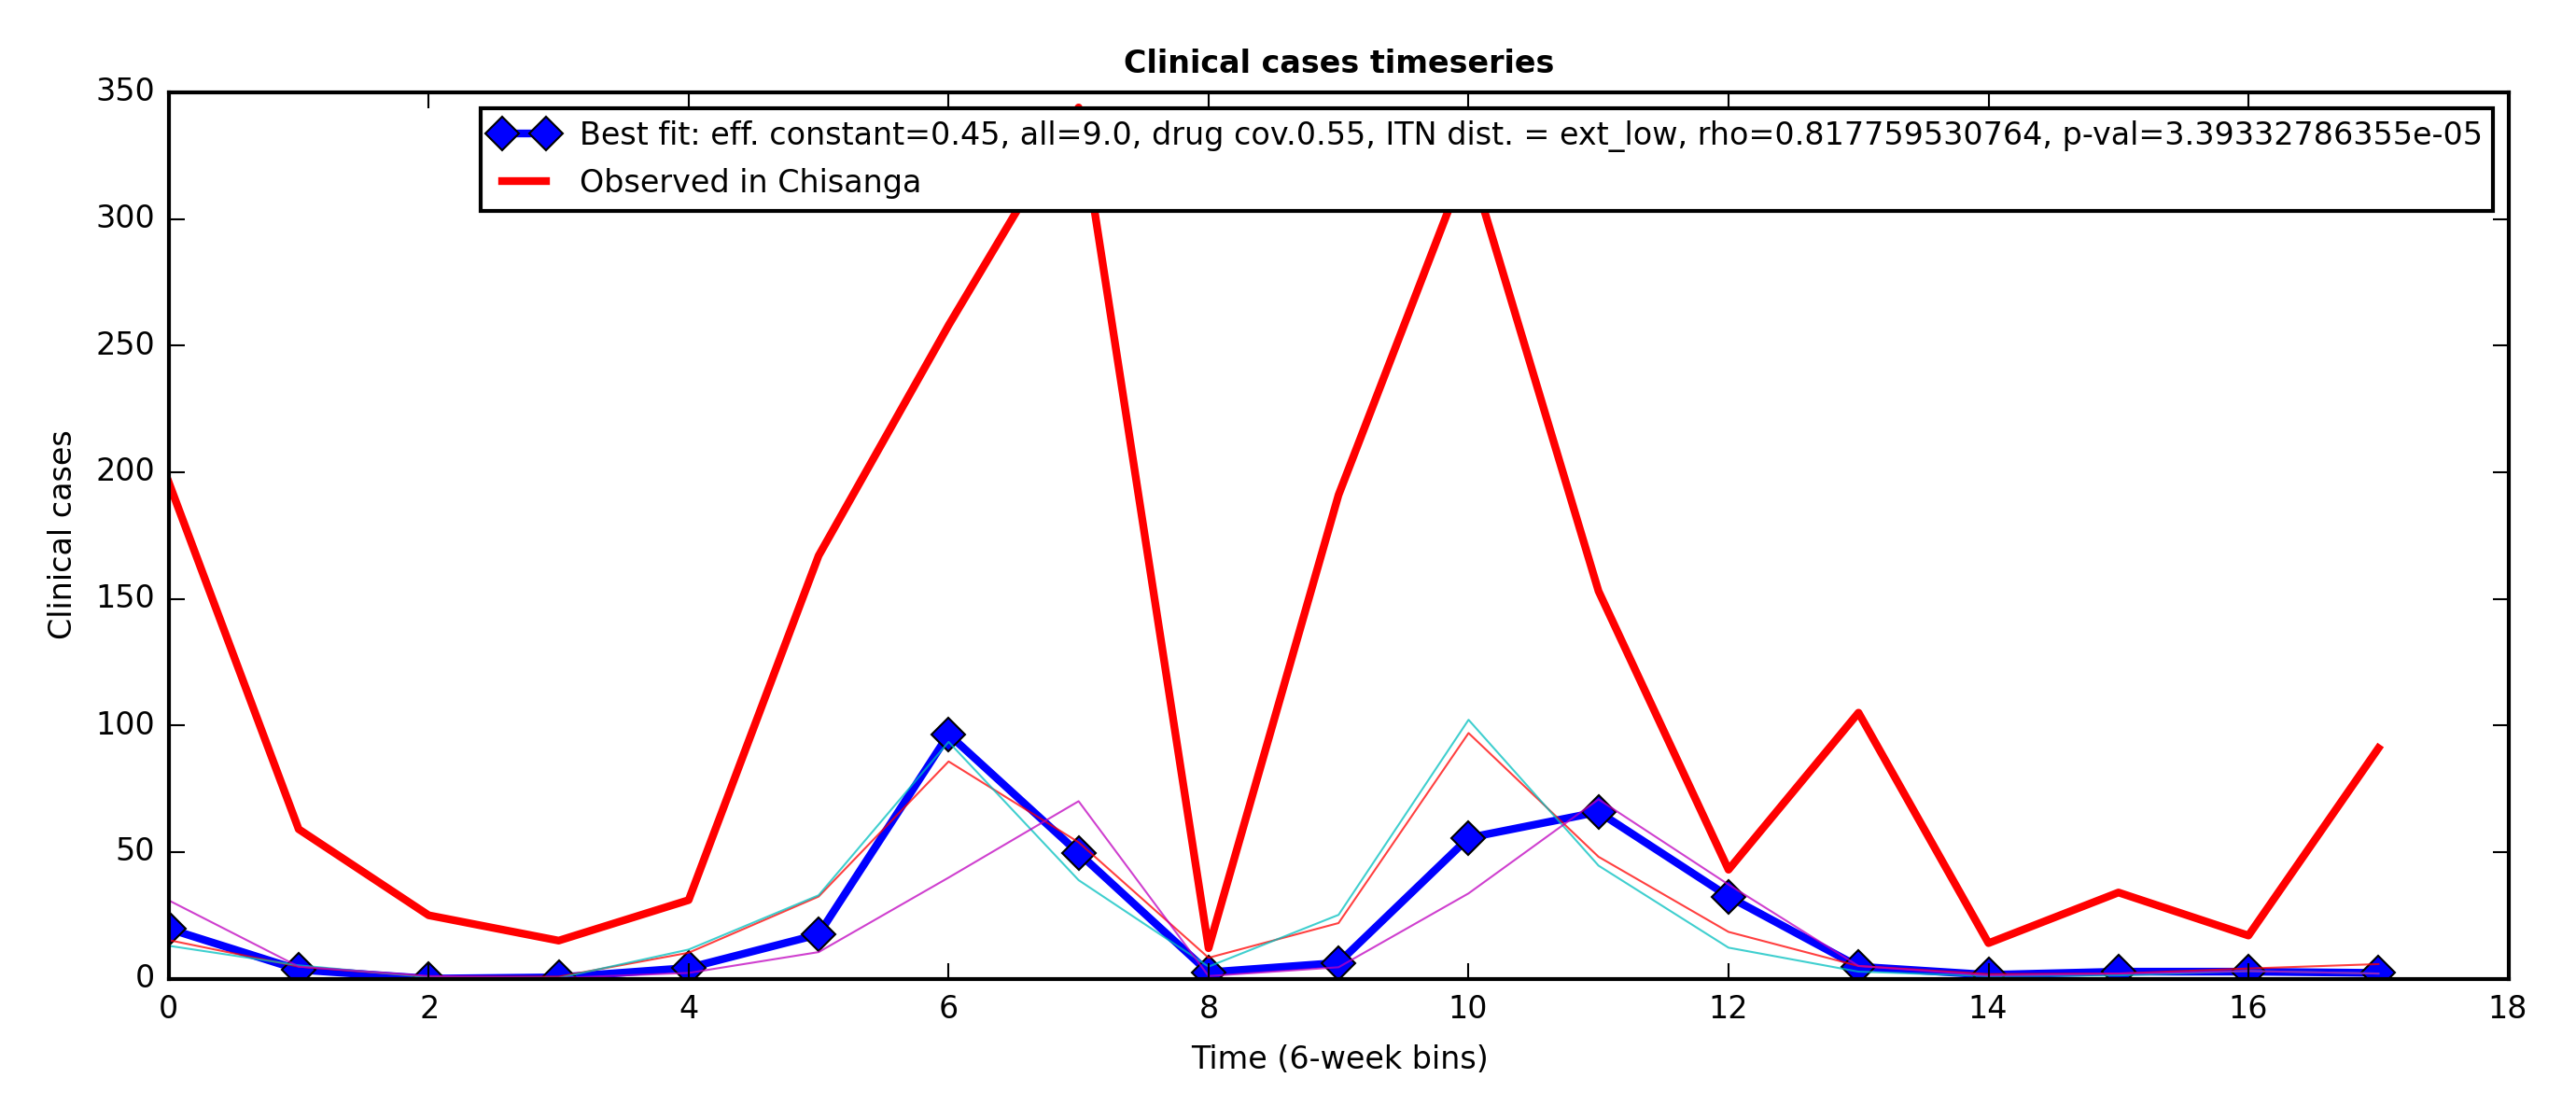 Clinical cases timeseries
350
300
250
200
150
100
50
0
Clinical cases
Best fit: eff. constant=0.45, all=9.0, drug cov.0.55, ITN dist. = ext_low, rho=0.817759530764, p-val=3.39332786355e-05
Observed in Chisanga
0 2 4 6 8 10 12 14 16 18
Time (6-week bins)